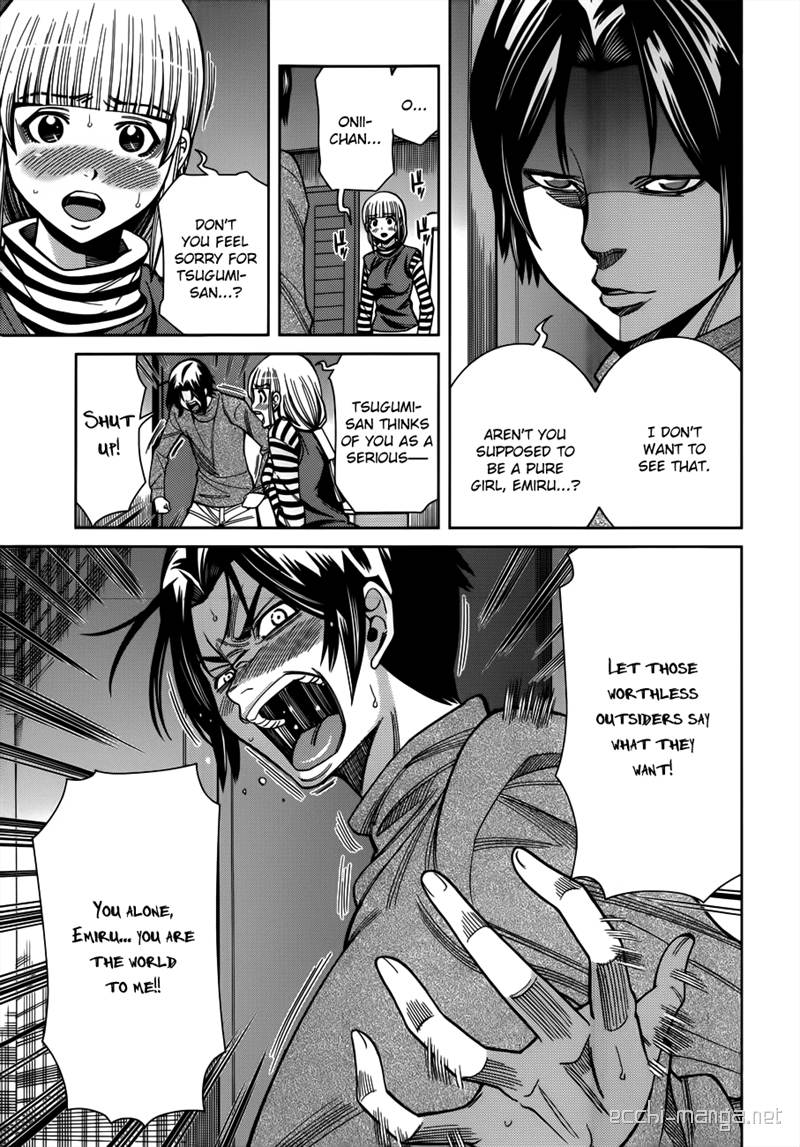 I DON'T
WANT TO
SEE THAT.
AREN'T YOU
SUPPOSED TO
BE A PURE
GIRL, EMIRU...?
O...
ONII-
CHAN...
DON'T
YOU FEEL
SORRY FOR
TSUGUMI-
SAN...?
TSUGUMI-
SAN THINKS
OF YOU AS A
SERIOUS—
SHUT
UP!
LET THOSE
WORTHLESS
OUTSIDERS SAY
WHAT THEY
WANT!
YOU ALONE,
EMIRU... YOU ARE
THE WORLD
TO ME!!
ecchi-manga.net